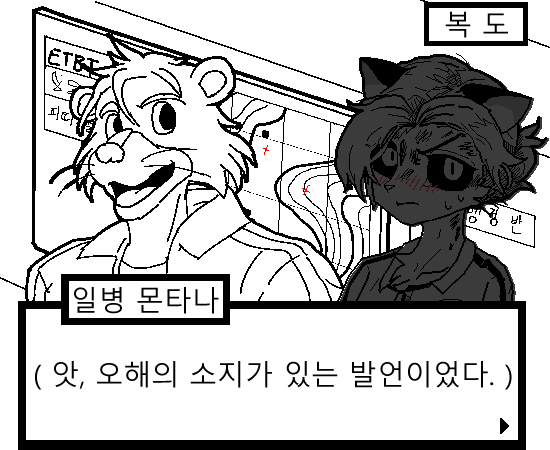 복 도
ETBT
일병 몬타나
( 앗, 오해의 소지가 있는 발언이었다. )